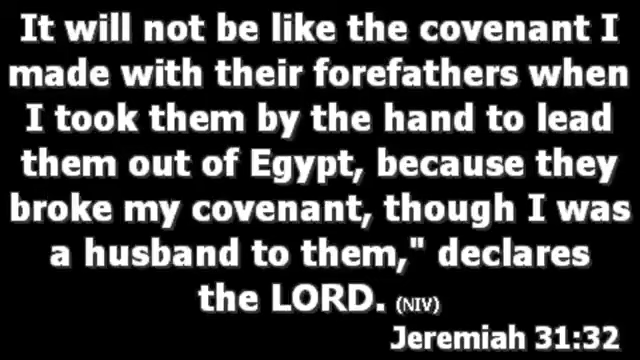 It will not be like the covenant I
made with their forefathers when
I took them by the hand to lead
them out of Egypt, because they
broke my covenant, though I was
a husband to them," declares
the LORD. (NIV)
Jeremiah 31:32